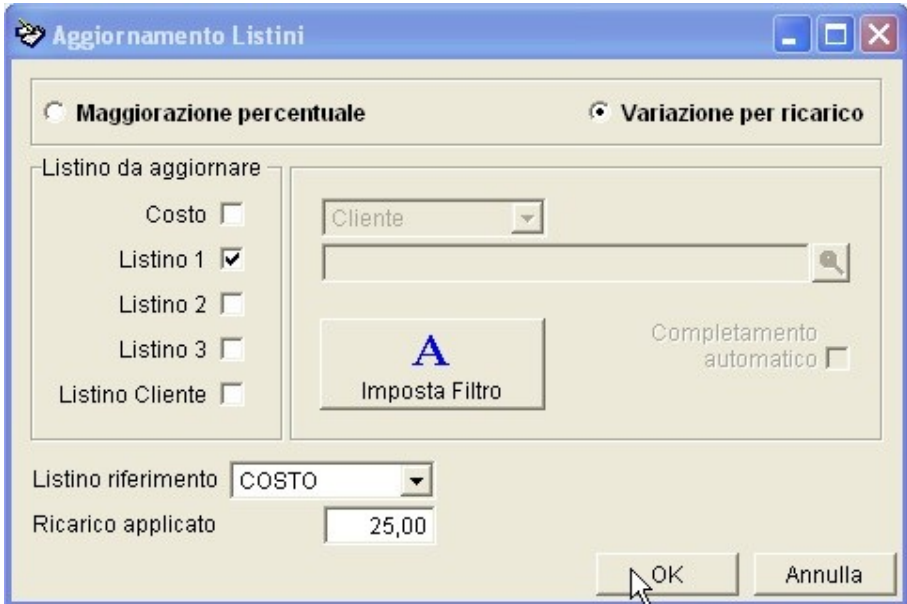 Aggiornamento Listini
Maggiorazione percentuale Variazione per ricarico
Listino da aggiornare
Costo
Listino 1
Listino 2
Listino 3
Listino Cliente
Cliente
A
Imposta Filtro
Completamento
automatico
Listino riferimento COSTO
Ricarico applicato 25,00
OK Annulla